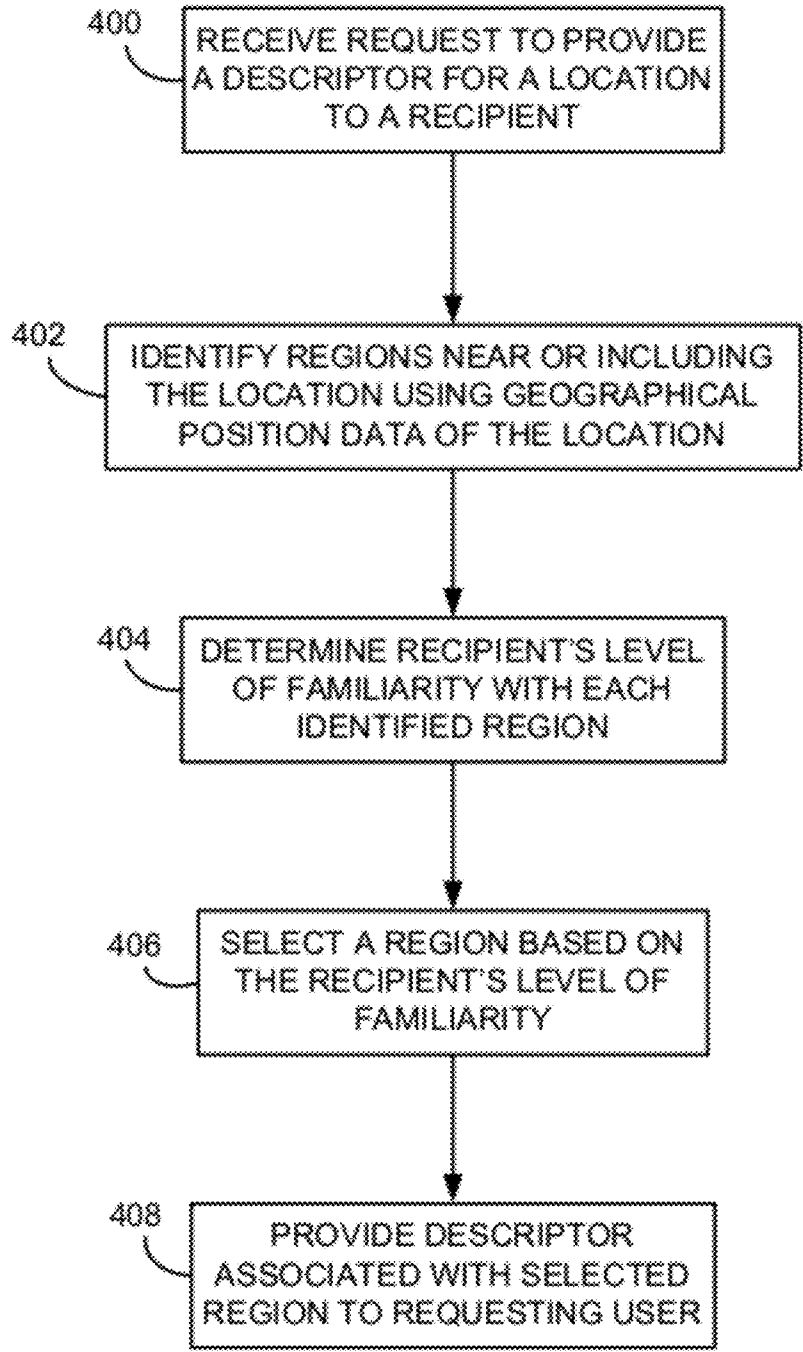 400
RECEIVE REQUEST TO PROVIDE
A DESCRIPTOR FOR A LOCATION
TO A RECIPIENT
402
IDENTIFY REGIONS NEAR OR INCLUDING
THE LOCATION USING GEOGRAPHICAL
POSITION DATA OF THE LOCATION
404
DETERMINE RECIPIENT'S LEVEL
OF FAMILIARITY WITH EACH
IDENTIFIED REGION
406
SELECT A REGION BASED ON
THE RECIPIENT'S LEVEL OF
FAMILIARITY
408
PROVIDE DESCRIPTOR
ASSOCIATED WITH SELECTED
REGION TO REQUESTING USER